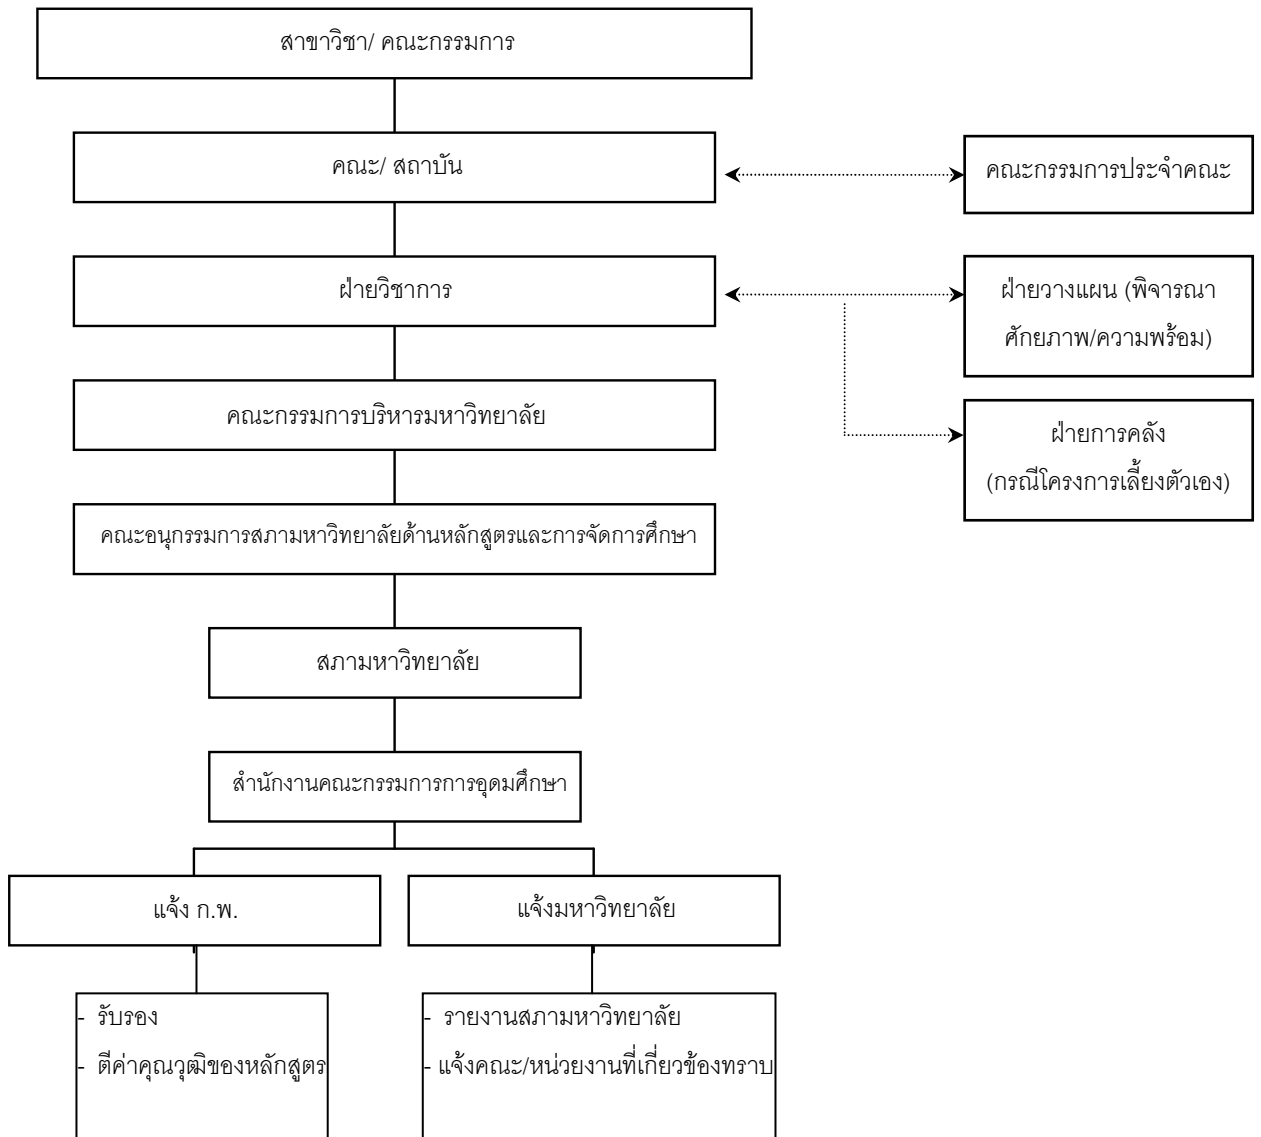 สาขาวิชา/ คณะกรรมการ
คณะ/ สถาบัน
คณะกรรมการประจำคณะ
ฝ่ายวิชาการ
ฝ่ายวางแผน (พิจารณา
ศักยภาพ/ความพร้อม)
คณะกรรมการบริหารมหาวิทยาลัย
ฝ่ายการคลัง
(กรณีโครงการเลี้ยงตัวเอง)
คณะอนุกรรมการสภามหาวิทยาลัยด้านหลักสูตรและการจัดการศึกษา
สภามหาวิทยาลัย
สำนักงานคณะกรรมการการอุดมศึกษา
แจ้ง ก.พ.
แจ้งมหาวิทยาลัย
- รับรอง
- ตีค่าคุณวุฒิของหลักสูตร
- รายงานสภามหาวิทยาลัย
- แจ้งคณะ/หน่วยงานที่เกี่ยวข้องทราบ